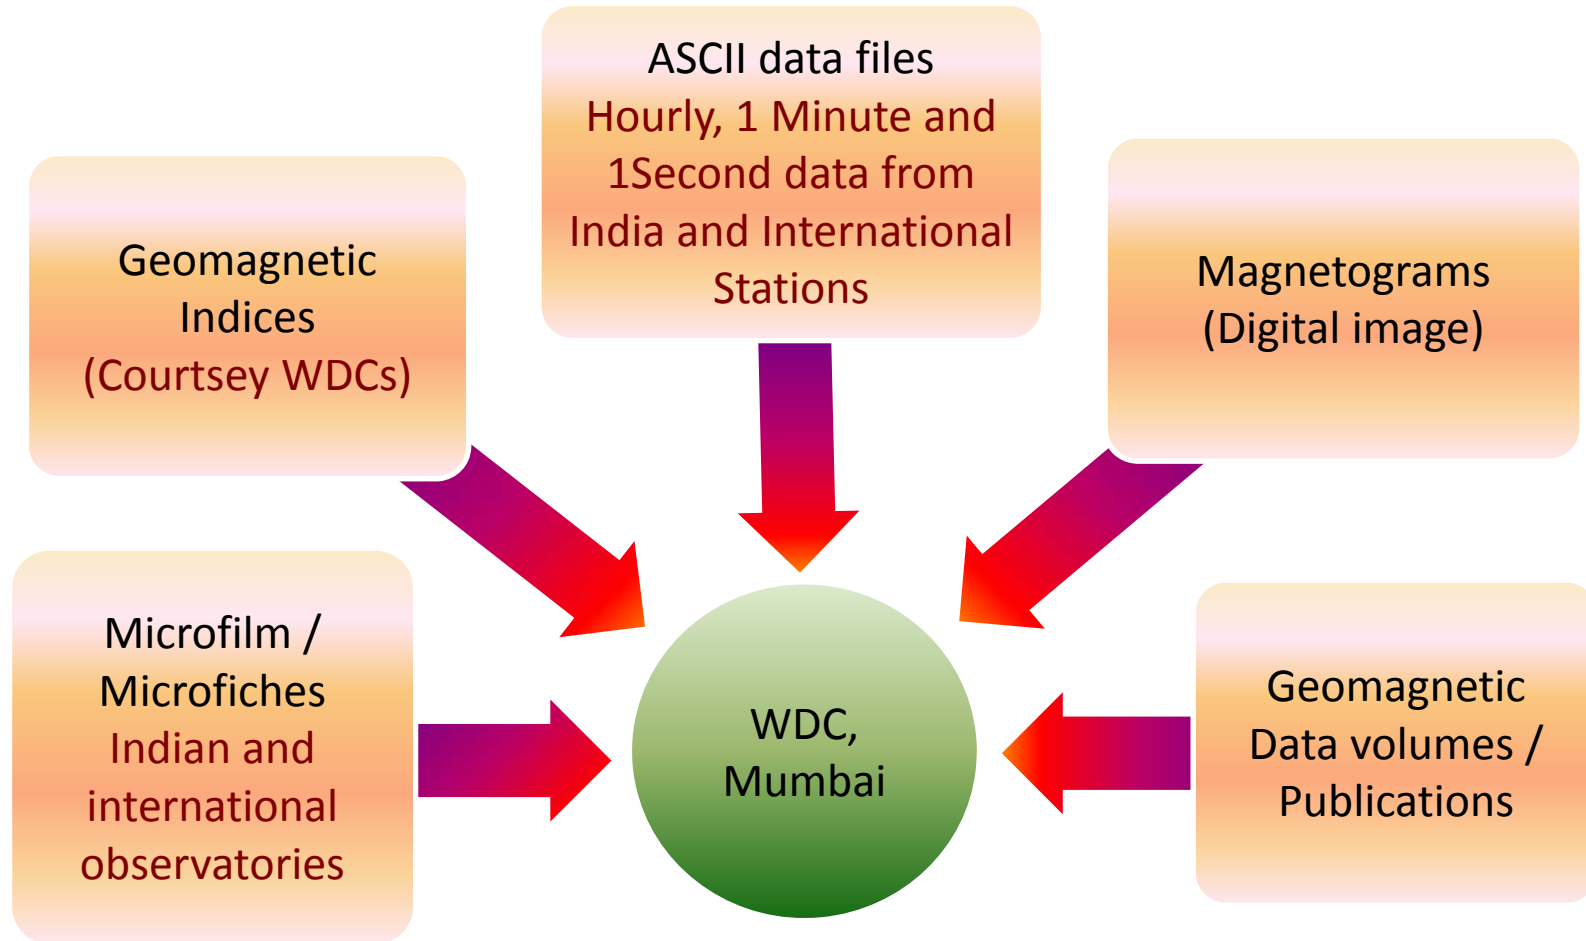 ASCII data files
Hourly, 1 Minute and
1Second data from
India and International
Stations
Geomagnetic
Indices
(Courtsey WDCs)
Magnetograms
(Digital image)
Microfilm /
Microfiches
Indian and
international
observatories
WDC,
Mumbai
Geomagnetic
Data volumes /
Publications